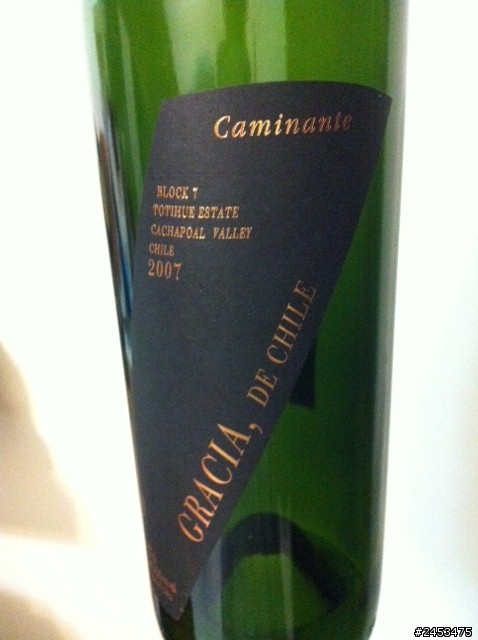 Caminante
BLOCK 7
TOTIHUE ESTATE
CACHAPOAL VALLEY
CHILE
2007
GRACIA, DE CHILE
#2453475